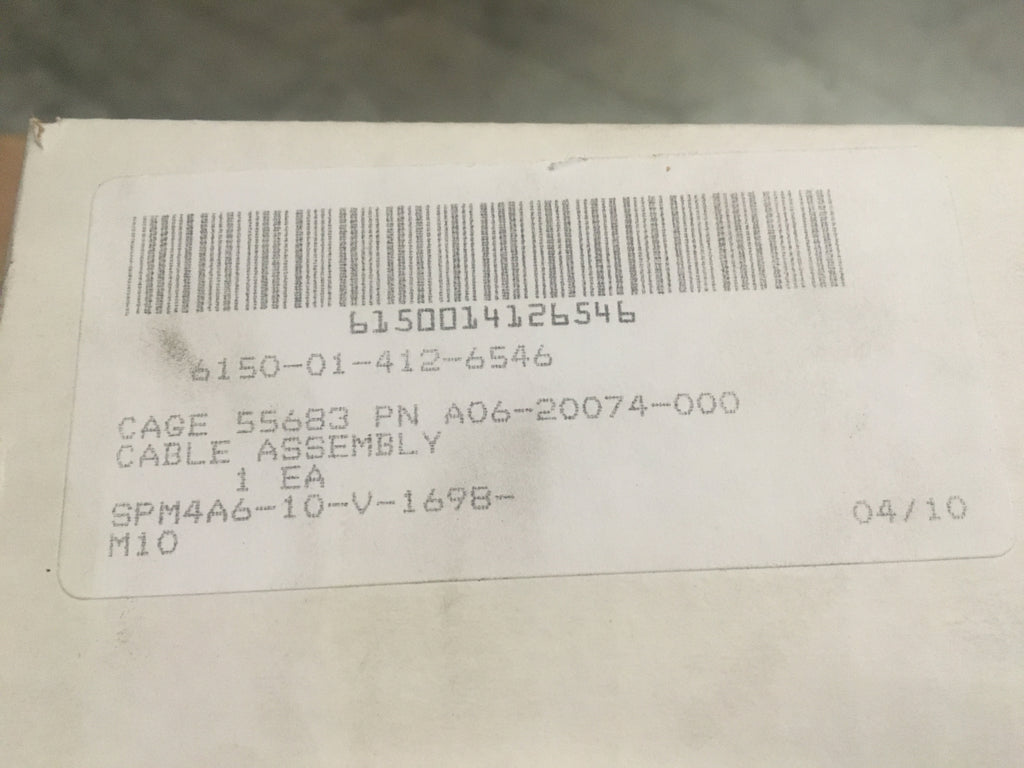 6150014126546
6150-01-412-6546
CAGE 55683 PN A06-20074-000
CABLE ASSEMBLY
1 EA
SPM4A6-10-V-1698-
04/10
M10